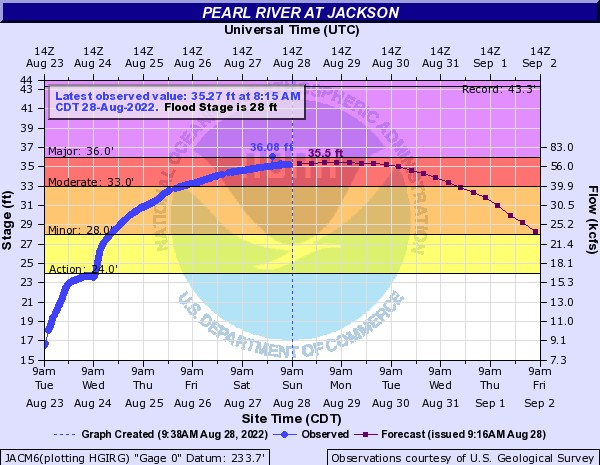 PEARL RIVER AT JACKSON
Universal Time (UTC)
14Z 14Z 14Z 14Z 14Z 14Z 14Z 14Z 14Z 14Z 14Z
Aug 23 Aug 24 Aug 25 Aug 26 Aug 27 Aug 28 Aug 29 Aug 30 Aug 31 Sep 1 Sep 2
Latest observed value: 35.27 ft at 8:15 AM
CDT 28-Aug-2022. Flood Stage is 28 ft
Record: 43.3'
44
43
41
39
37
35
33
31
29
27
25
23
21
19
17
15
Stage (ft)
36.08 ft
35.5 ft
Major: 36.0'
Moderate: 33.0'
Minor: 28.0'
Action: 24.0'
83.0
56.0
39.9
30.5
25.2
21.4
18.1
15.3
13.0
11.0
9.1
7.3
Flow (kcfs)
NATIONAL OCEANIC AND ATMOSPHERIC ADMINISTRATION
NOAA
U.S. DEPARTMENT OF COMMERCE
9am 9am 9am 9am 9am 9am 9am 9am 9am 9am 9am
Tue Wed Thu Fri Sat Sun Mon Tue Wed Thu Fri
Aug 23 Aug 24 Aug 25 Aug 26 Aug 27 Aug 28 Aug 29 Aug 30 Aug 31 Sep 1 Sep 2
Site Time (CDT)
Graph Created (9:38AM Aug 28, 2022) Observed Forecast (issued 9:16AM Aug 28)
JACM6(plotting HGIRG) "Gage 0" Datum: 233.7' Observations courtesy of U.S. Geological Survey